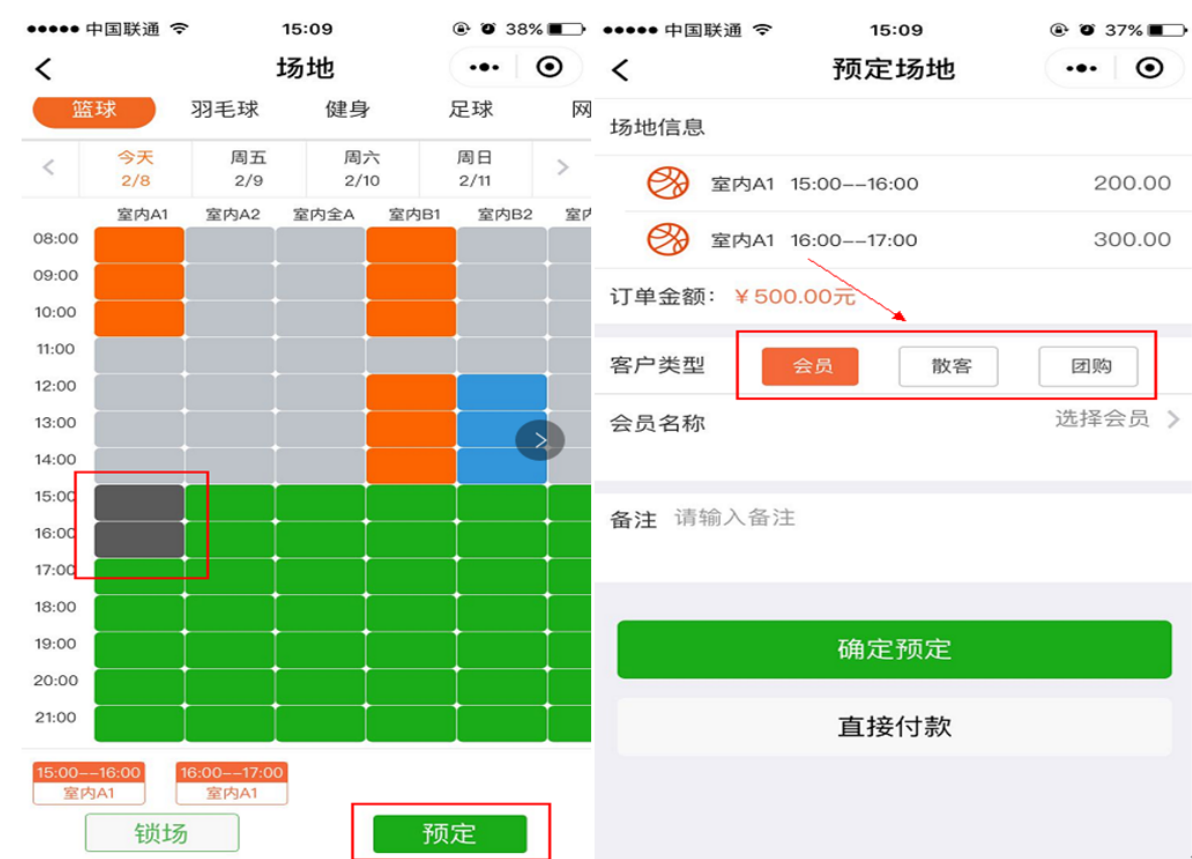 中国联通 15:09 38%
场地
篮球 羽毛球 健身 足球 网
今天 周五 周六 周日
2/8 2/9 2/10 2/11
室内A1 室内A2 室内全A 室内B1 室内B2 室内
08:00
09:00
10:00
11:00
12:00
13:00
14:00
15:00
16:00
17:00
18:00
19:00
20:00
21:00
15:00--16:00 16:00--17:00
室内A1 室内A1
锁场 预定
中国联通 15:09 37%
预定场地
场地信息
室内A1 15:00--16:00 200.00
室内A1 16:00--17:00 300.00
订单金额：￥500.00元
客户类型 会员 散客 团购
会员名称 选择会员
备注 请输入备注
确定预定
直接付款